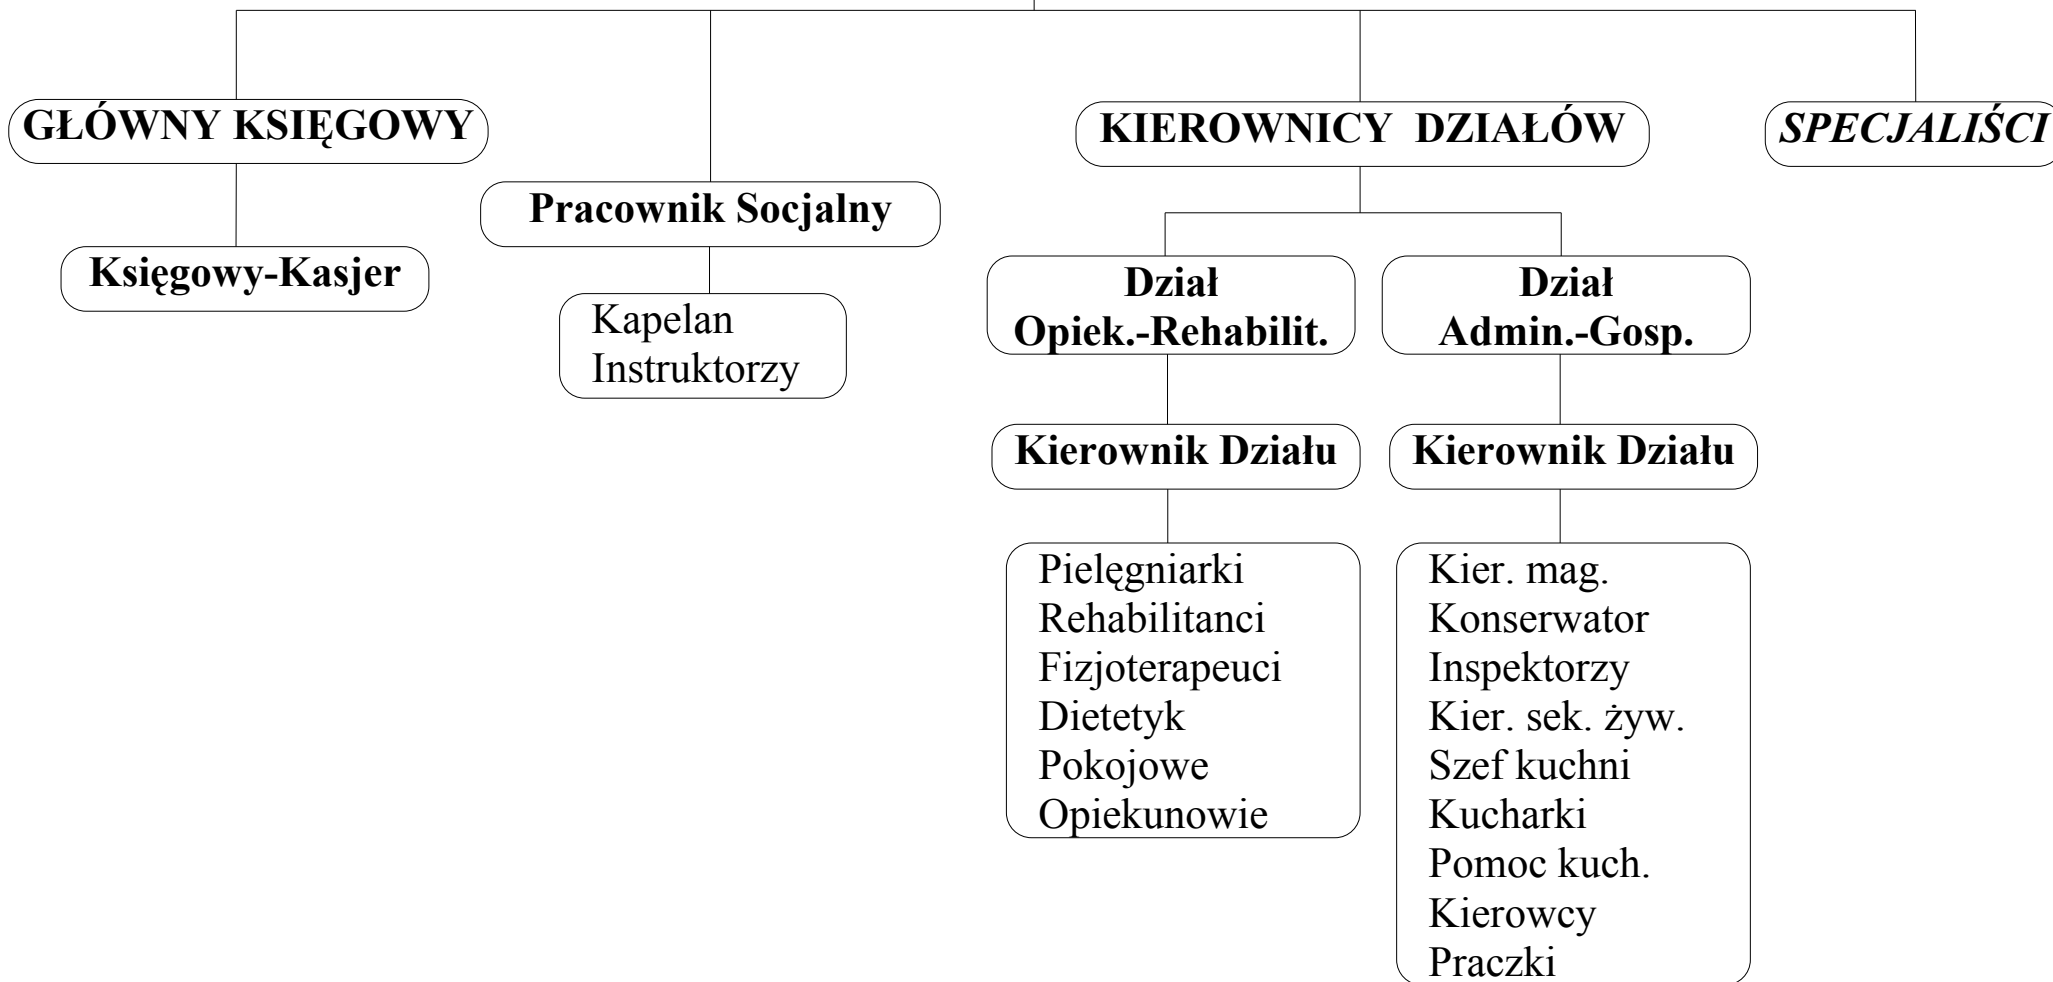 GŁÓWNY KSIĘGOWY
KIEROWNICY DZIAŁÓW
SPECJALIŚCI
Pracownik Socjalny
Księgowy-Kasjer
Kapelan
Instruktorzy
Dział
Opiek.-Rehabilit.
Dział
Admin.-Gosp.
Kierownik Działu
Kierownik Działu
Pielęgniarki
Rehabilitanci
Fizjoterapeuci
Dietetyk
Pokojowe
Opiekunowie
Kier. mag.
Konserwator
Inspektorzy
Kier. sek. żyw.
Szef kuchni
Kucharki
Pomoc kuch.
Kierowcy
Praczki